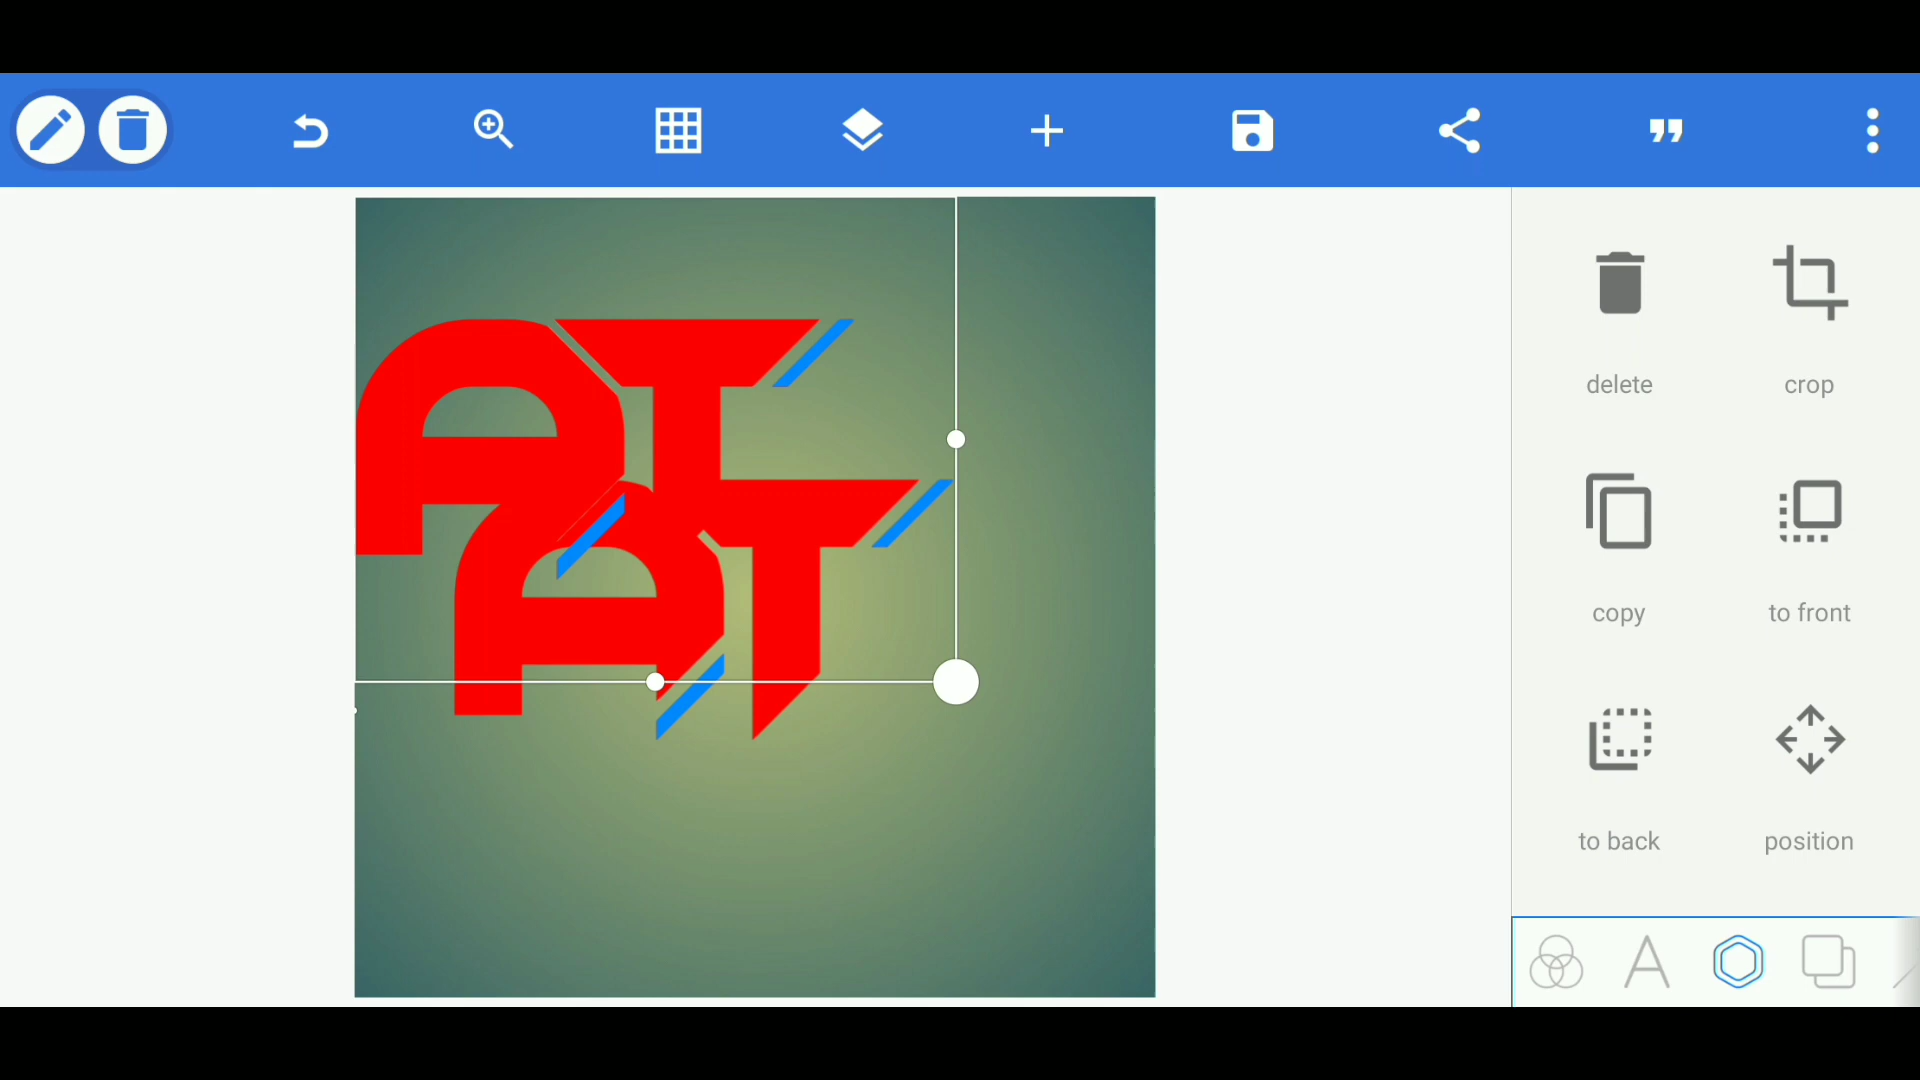 AT
AT
delete
crop
copy
to front
to back
position